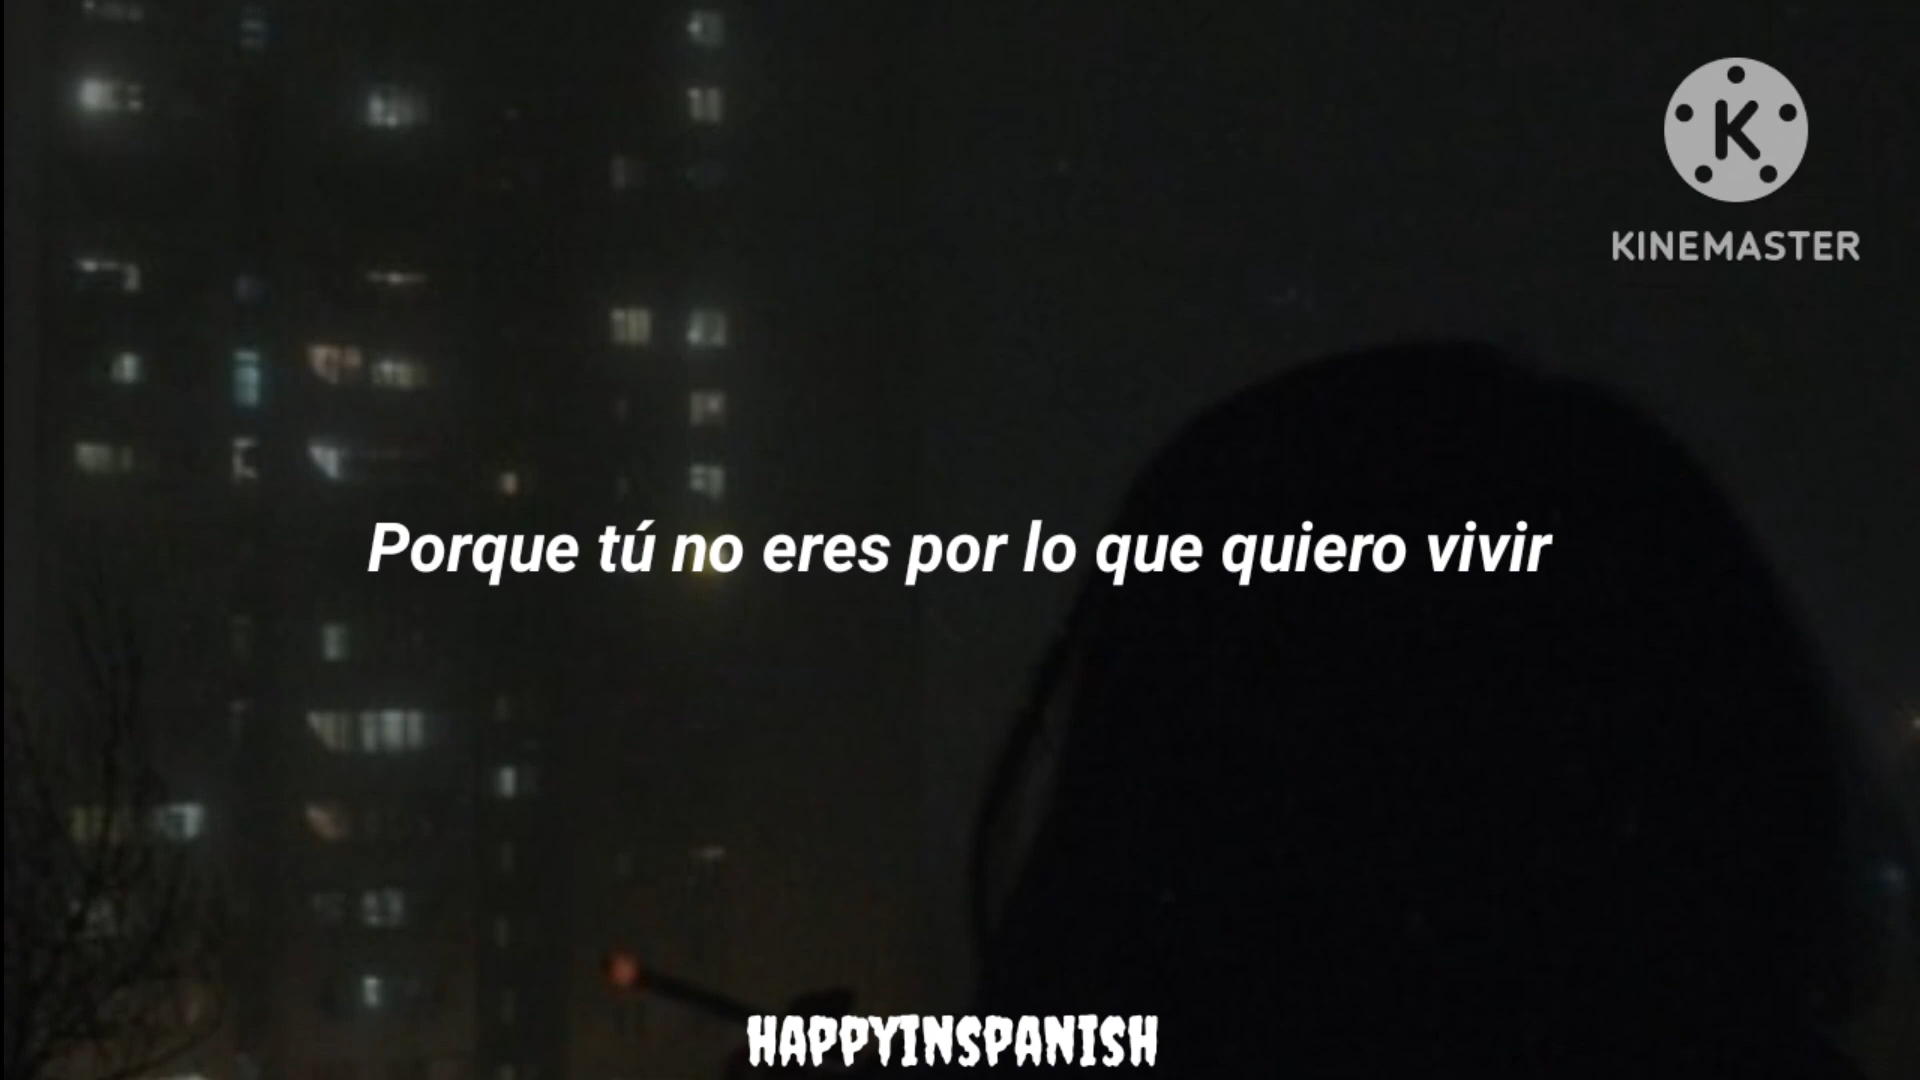 K
KINEMASTER
Porque tú no eres por lo que quiero vivir
HAPPYINSPANISH